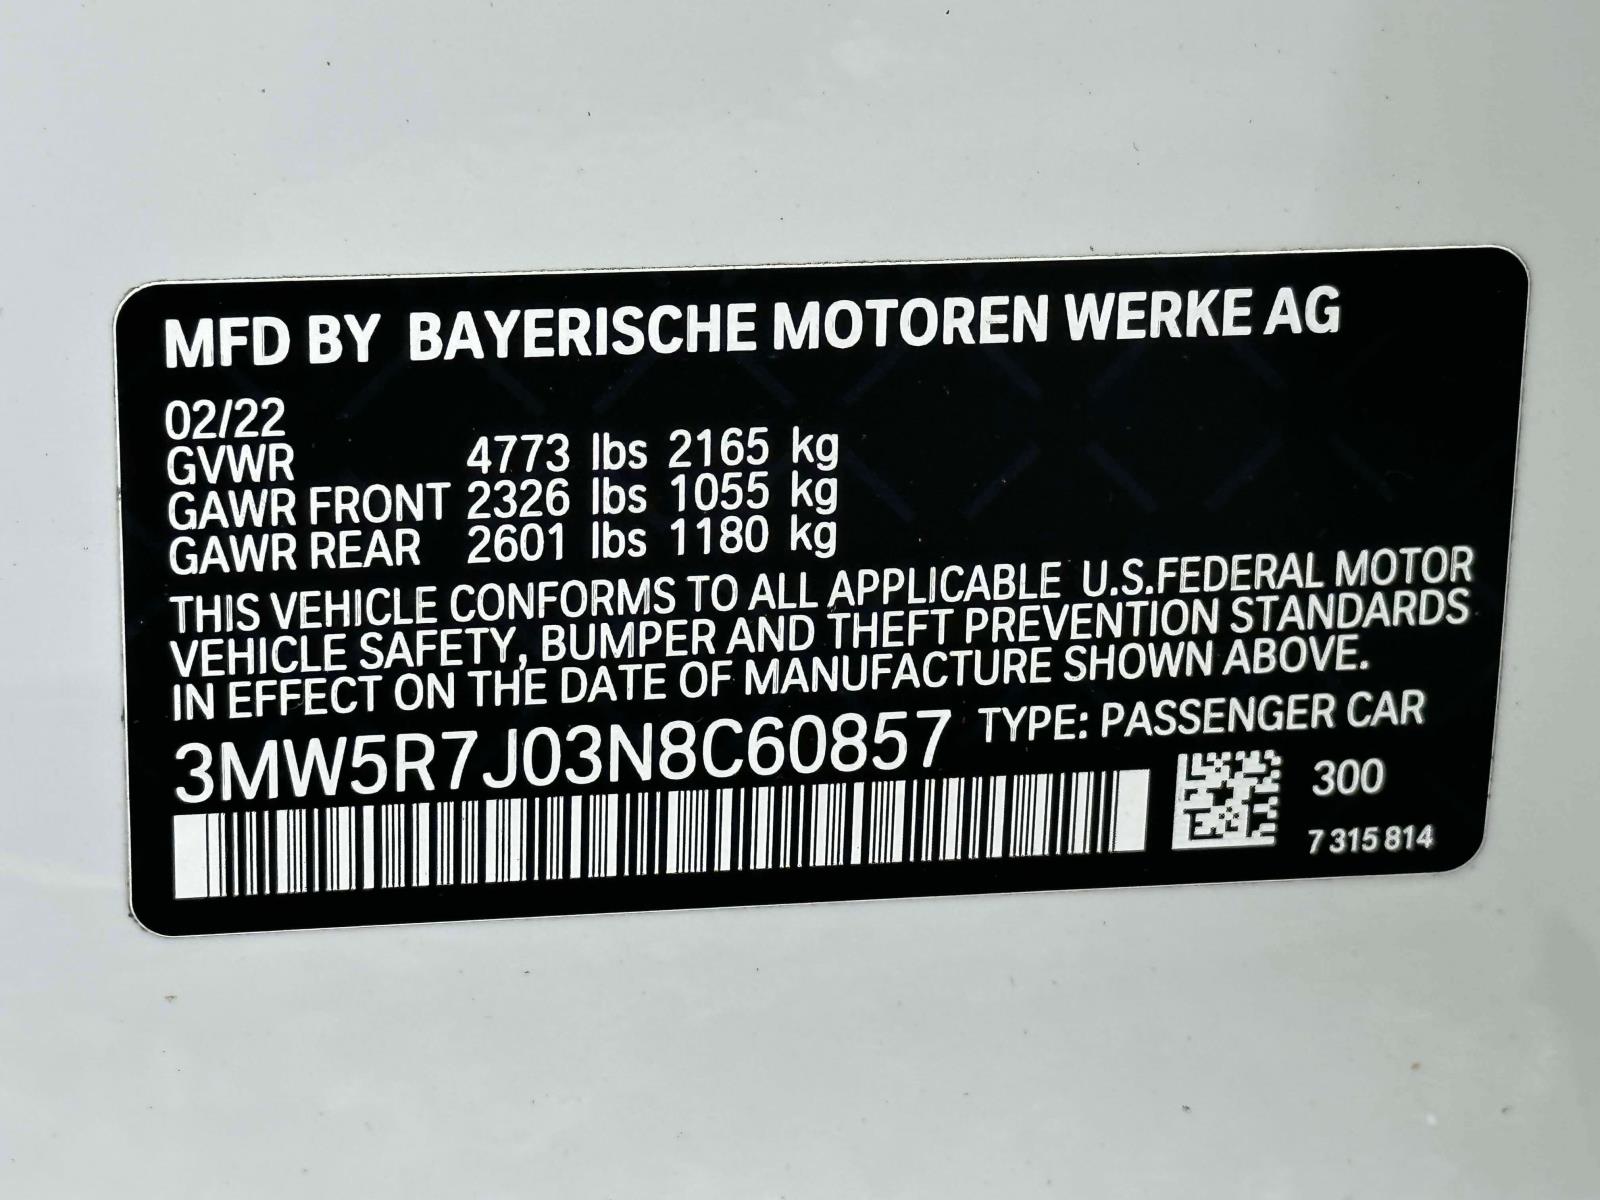 MFD BY BAYERISCHE MOTOREN WERKE AG
02/22
GVWR 4773 lbs 2165 kg
GAWR FRONT 2326 lbs 1055 kg
GAWR REAR 2601 lbs 1180 kg
THIS VEHICLE CONFORMS TO ALL APPLICABLE U.S.FEDERAL MOTOR
VEHICLE SAFETY, BUMPER AND THEFT PREVENTION STANDARDS
IN EFFECT ON THE DATE OF MANUFACTURE SHOWN ABOVE.
3MW5R7J03N8C60857 TYPE: PASSENGER CAR
300
7 315 814